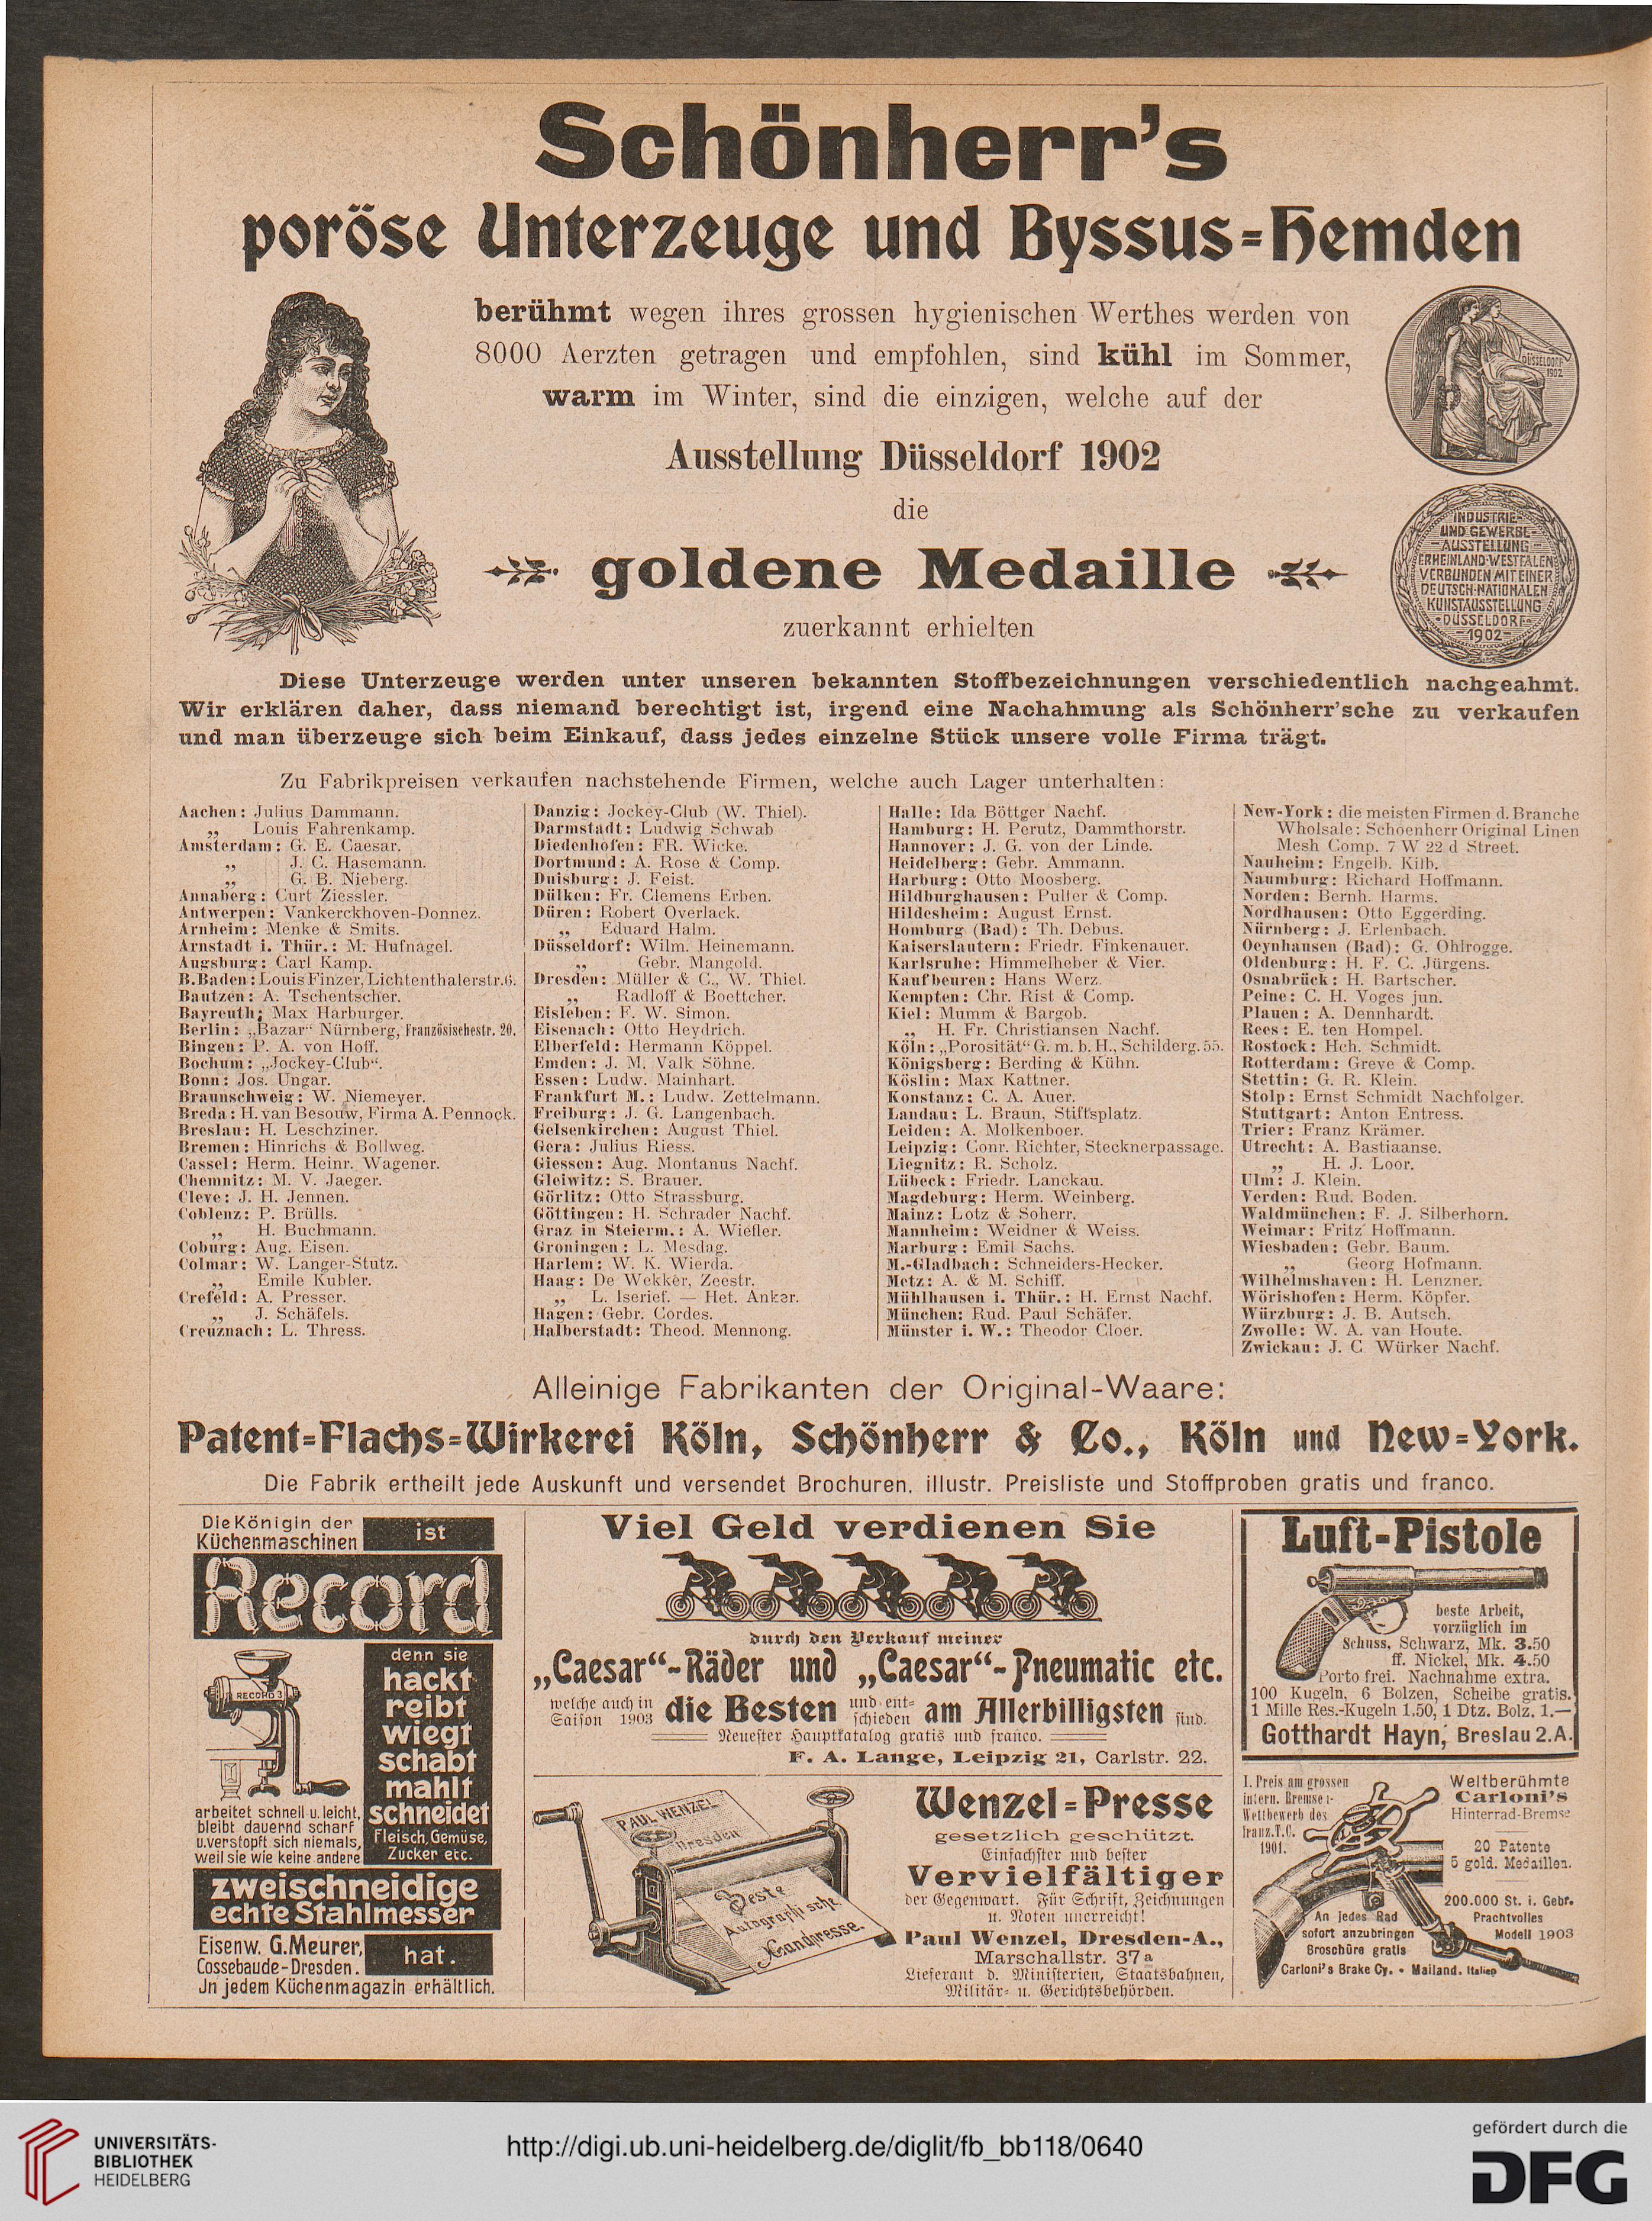 Schönherr's
poröse Unterzeuge und Byssus=Hemden
berühmt wegen ihres grossen hygienischen Werthes werden von
8000 Aerzten getragen und empfohlen, sind kühl im Sommer,
warm im Winter, sind die einzigen, welche auf der
Ausstellung Düsseldorf 1902
die
goldene Medaille
zuerkannt erhielten
DÜSSELDORF
1902
INDUSTRIE-
UND GEWERBE-
AUSSTELLUNG
RHEINLAND-WESTFALEN
VERBUNDEN MIT EINER
DEUTSCH-NATIONALEN
KUNSTAUSSTELLUNG
-DÜSSELDORF-
-1902-
Diese Unterzeuge werden unter unseren bekannten Stoffbezeichnungen verschiedentlich nachgeahmt.
Wir erklären daher, dass niemand berechtigt ist, irgend eine Nachahmung als Schönherr'sche zu verkaufen
und man überzeuge sich beim Einkauf, dass jedes einzelne Stück unsere volle Firma trägt.
Zu Fabrikpreisen verkaufen nachstehende Firmen, welche auch Lager unterhalten:
Aachen: Julius Dammann.
„ Louis Fahrenkamp.
Amsterdam: G. E. Caesar.
„ J. C. Hasemann.
„ G. B. Nieberg.
Annaberg: Curt Ziessler.
Antwerpen: Vankerckhoven-Donnez.
Arnheim: Menke & Smits.
Arnstadt i. Thür.: M. Hufnagel.
Augsburg: Carl Kamp.
B.Baden: Louis Finzer, Lichtenthalerstr.6.
Bautzen: A. Tschentscher.
Bayreuth: Max Harburger.
Berlin: „Bazar“ Nürnberg, Französischestr. 20.
Bingen: P. A. von Hoff.
Bochum: „Jockey-Club“.
Bonn: Jos. Ungar.
Braunschweig: W. Niemeyer.
Breda: H. van Besouw, Firma A. Pennock.
Breslau: H. Leschziner.
Bremen: Hinrichs & Bollweg.
Cassel: Herm. Heinr. Wagener.
Chemnitz: M. V. Jaeger.
Cleve: J. H. Jennen.
Coblenz: P. Brülls.
„ H. Buchmann.
Coburg: Aug. Eisen.
Colmar: W. Langer-Stutz.
„ Emile Kubler.
Crefeld: A. Presser.
„ J. Schäfels.
Creuznach: L. Thress.
Danzig: Jockey-Club (W. Thiel).
Darmstadt: Ludwig Schwab
Diedenhofen: FR. Wicke.
Dortmund: A. Rose & Comp.
Duisburg: J. Feist.
Dülken: Fr. Clemens Erben.
Düren: Robert Overlack.
„ Eduard Halm.
Düsseldorf: Wilm. Heinemann.
„ Gebr. Mangold.
Dresden: Müller & C., W. Thiel.
„ Radloff & Boettcher.
Eisleben: F. W. Simon.
Eisenach: Otto Heydrich.
Elberfeld: Hermann Köppel.
Emden: J. M. Valk Söhne.
Essen: Ludw. Mainhart.
Frankfurt M.: Ludw. Zettelmann.
Freiburg: J. G. Langenbach.
Gelsenkirchen: August Thiel.
Gera: Julius Riess.
Giessen: Aug. Montanus Nachf.
Gleiwitz: S. Brauer.
Görlitz: Otto Strassburg.
Göttingen: H. Schrader Nachf.
Graz in Steierm.: A. Wiefler.
Groningen: L. Mesdag.
Harlem: W. K. Wierda.
Haag: De Wekker, Zeestr.
„ L. Iserief. — Het. Anker.
Hagen: Gebr. Cordes.
Halberstadt: Theod. Mennong.
Halle: Ida Böttger Nachf.
Hamburg: H. Perutz, Dammthorstr.
Hannover: J. G. von der Linde.
Heidelberg: Gebr. Ammann.
Harburg: Otto Moosberg.
Hildburghausen: Puller & Comp.
Hildesheim: August Ernst.
Homburg (Bad): Th. Debus.
Kaiserslautern: Friedr. Finkenauer.
Karlsruhe: Himmelheber & Vier.
Kaufbeuren: Hans Werz.
Kempten: Chr. Rist & Comp.
Kiel: Mumm & Bargob.
„ H. Fr. Christiansen Nachf.
Köln: „Porosität“ G. m. b. H., Schilderg. 55.
Königsberg: Berding & Kühn.
Köslin: Max Kattner.
Konstanz: C. A. Auer.
Landau: L. Braun, Stiftsplatz.
Leiden: A. Molkenboer.
Leipzig: Conr. Richter, Stecknerpassage.
Liegnitz: R. Scholz.
Lübeck: Friedr. Lanckau.
Magdeburg: Herm. Weinberg.
Mainz: Lotz & Soherr.
Mannheim: Weidner & Weiss.
Marburg: Emil Sachs.
M.-Gladbach: Schneiders-Hecker.
Metz: A. & M. Schiff.
Mühlhausen i. Thür.: H. Ernst Nachf.
München: Rud. Paul Schäfer.
Münster i. W.: Theodor Cloer.
New-York: die meisten Firmen d. Branche
Wholsale: Schoenherr Original Linen
Mesh Comp. 7 W 22 d Street.
Nauheim: Engelb. Kilb.
Naumburg: Richard Hoffmann.
Norden: Bernh. Harms.
Nordhausen: Otto Eggerding.
Nürnberg: J. Erlenbach.
Oeynhausen (Bad): G. Ohlrogge.
Oldenburg: H. F. C. Jürgens.
Osnabrück: H. Bartscher.
Peine: C. H. Voges jun.
Plauen: A. Dennhardt.
Rees: E. ten Hompel.
Rostock: Hch. Schmidt.
Rotterdam: Greve & Comp.
Stettin: G. R. Klein.
Stolp: Ernst Schmidt Nachfolger.
Stuttgart: Anton Entress.
Trier: Franz Krämer.
Utrecht: A. Bastiaanse.
„ H. J. Loor.
Ulm: J. Klein.
Verden: Rud. Boden.
Waldmünchen: F. J. Silberhorn.
Weimar: Fritz Hoffmann.
Wiesbaden: Gebr. Baum.
„ Georg Hofmann.
Wilhelmshaven: H. Lenzner.
Wörishofen: Herm. Köpfer.
Würzburg: J. B. Autsch.
Zwolle: W. A. van Houte.
Zwickau: J. C Würker Nachf.
Alleinige Fabrikanten der Original-Waare:
Patent=Flachs=Wirkerei Köln, Schönherr & Co., Köln und New=York.
Die Fabrik ertheilt jede Auskunft und versendet Brochuren, illustr. Preisliste und Stoffproben gratis und franco.
Die Königin der
Küchenmaschinen ist
Record
RECORD 3
denn sie
hackt
reibt
wiegt
schabt
mahlt
schneidet
Fleisch, Gemüse,
Zucker etc.
arbeitet schnell u. leicht,
bleibt dauernd scharf
u. verstopft sich niemals,
weil sie wie keine andere
zweischneidige
echte Stahlmesser
Eisenw. G. Meurer,
Cossebaude-Dresden. hat.
In jedem Küchenmagazin erhältlich.
Viel Geld verdienen Sie
durch den Verkauf meiner
„Caesar“-Räder und „Caesar“-Pneumatic etc.
welche auch in Saison 1903 die Besten und ent-schieden am Allerbilligsten sind.
Neuester Hauptkatalog gratis und franco.
F. A. Lange, Leipzig 21, Carlstr. 22.
PAUL WENZEL
Dresden
Beste
Autographische
Handpresse.
Wenzel=Presse
gesetzlich geschützt.
Einfachster und bester
Vervielfältiger
der Gegenwart. Für Schrift, Zeichnungen
u. Noten unerreicht!
Paul Wenzel, Dresden-A.,
Marschallstr. 37a
Lieferant d. Ministerien, Staatsbahnen,
Militär- u. Gerichtsbehörden.
Luft-Pistole
beste Arbeit,
vorzüglich im
Schuss, Schwarz, Mk. 3.50
ff. Nickel, Mk. 4.50
Porto frei. Nachnahme extra.
100 Kugeln, 6 Bolzen, Scheibe gratis.
1 Mille Res.-Kugeln 1.50, 1 Dtz. Bolz. 1.—
Gotthardt Hayn, Breslau 2.A.
I. Preis am grossen
intern. Bremsen-
Wettbewerb des
franz. T.C.
1901.
Weltberühmte
Carloni's
Hinterrad-Bremse
20 Patente
5 gold. Medaillen.
200.000 St. i. Gebr.
Prachtvolles
Modell 1903
An jedes Rad
sofort anzubringen
Broschüre gratis
Carloni's Brake Cy. • Mailand. Italien
UNIVERSITÄTS-
BIBLIOTHEK
HEIDELBERG
http://digi.ub.uni-heidelberg.de/diglit/fb_bb118/0640
gefördert durch die
DFG